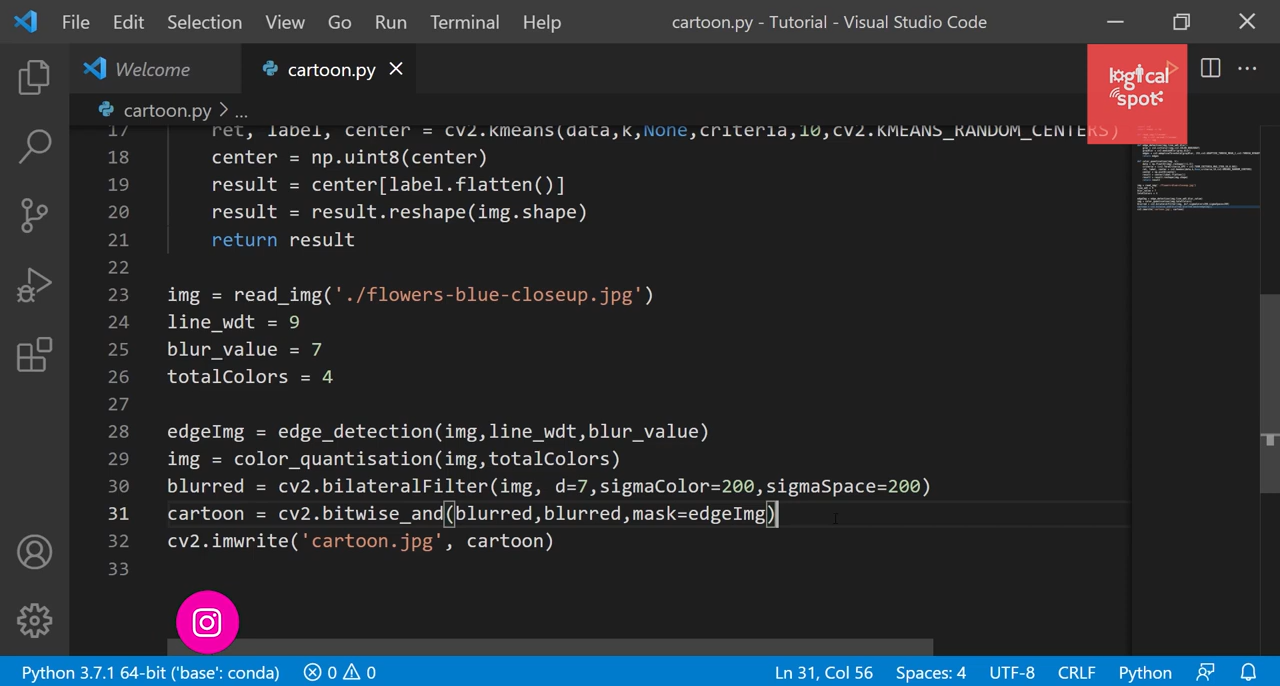 File Edit Selection View Go Run Terminal Help cartoon.py - Tutorial - Visual Studio Code
Welcome cartoon.py
logical spot
cartoon.py > ...
17 ret, label, center = cv2.kmeans(data,k,None,criteria,10,cv2.KMEANS_RANDOM_CENTERS)
18 center = np.uint8(center)
19 result = center[label.flatten()]
20 result = result.reshape(img.shape)
21 return result
22
23 img = read_img('./flowers-blue-closeup.jpg')
24 line_wdt = 9
25 blur_value = 7
26 totalColors = 4
27
28 edgeImg = edge_detection(img,line_wdt,blur_value)
29 img = color_quantisation(img,totalColors)
30 blurred = cv2.bilateralFilter(img, d=7,sigmaColor=200,sigmaSpace=200)
31 cartoon = cv2.bitwise_and(blurred,blurred,mask=edgeImg)
32 cv2.imwrite('cartoon.jpg', cartoon)
33
Python 3.7.1 64-bit ('base': conda) 0 0 Ln 31, Col 56 Spaces: 4 UTF-8 CRLF Python